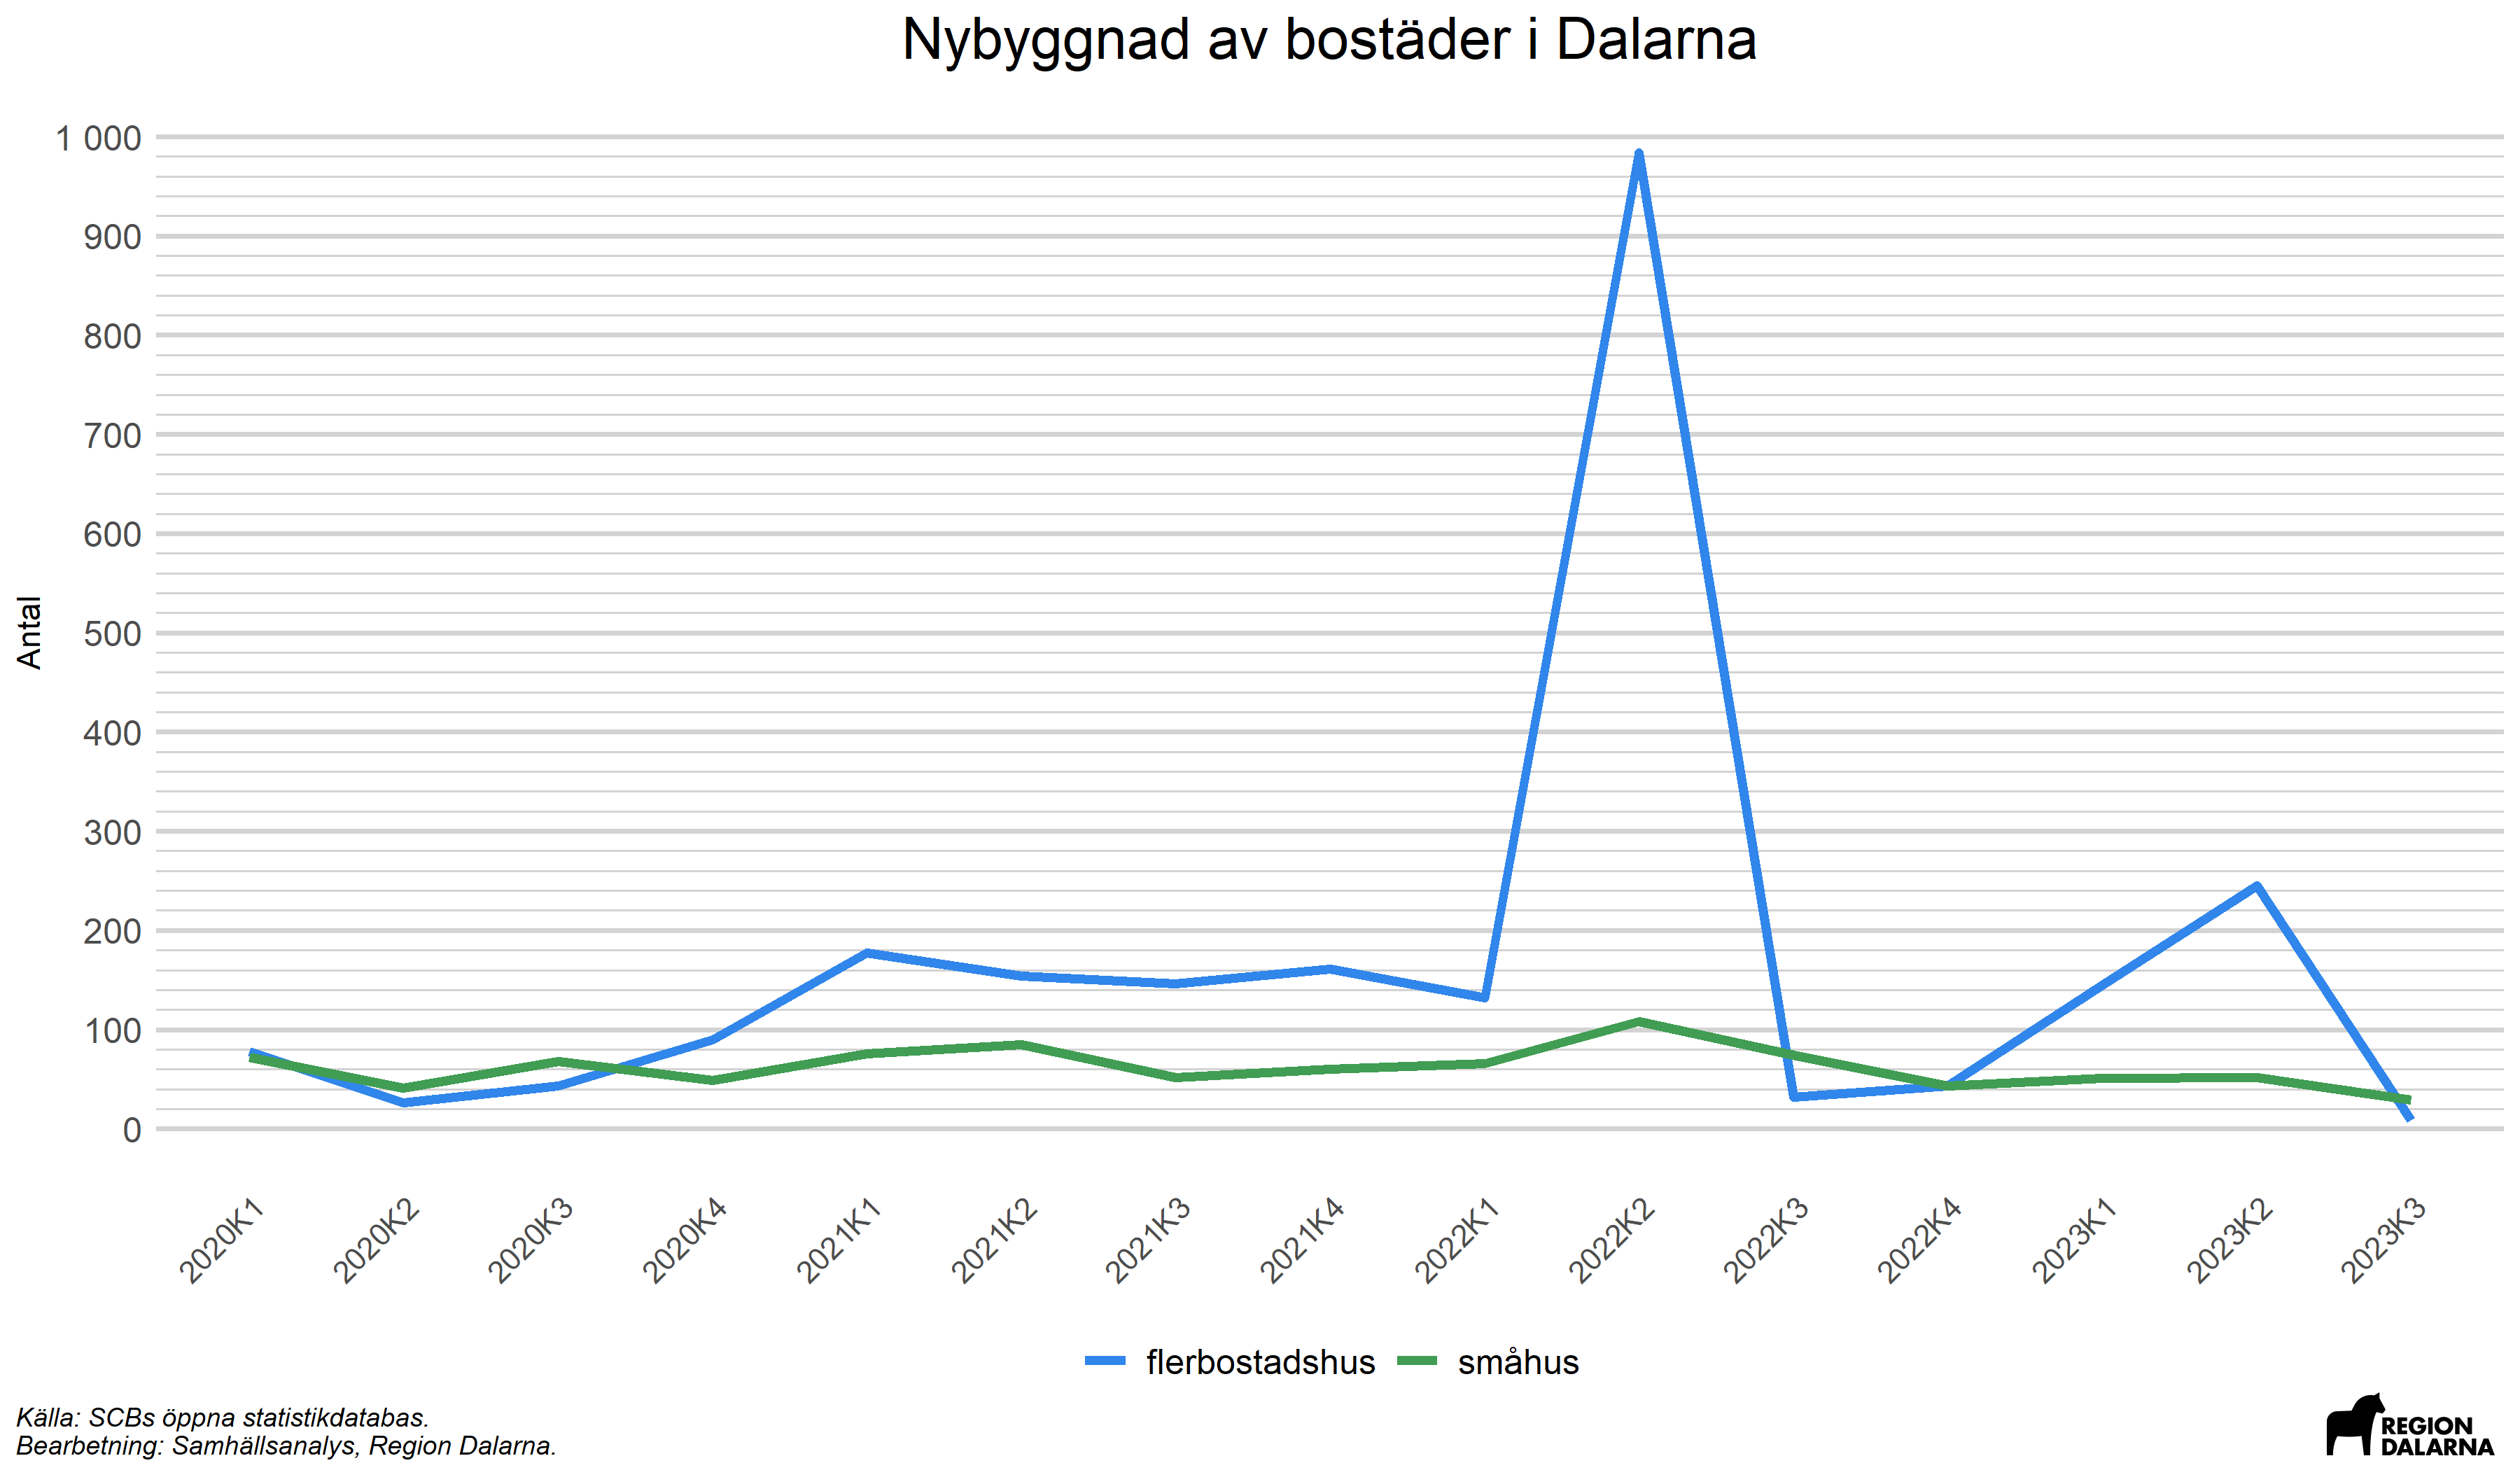 Nybyggnad av bostäder i Dalarna
1 000
900
800
700
600
500
400
300
200
100
0
Antal
2020K1
2020K2
2020K3
2020K4
2021K1
2021K2
2021K3
2021K4
2022K1
2022K2
2022K3
2022K4
2023K1
2023K2
2023K3
flerbostadshus
småhus
Källa: SCBs öppna statistikdatabas.
Bearbetning: Samhällsanalys, Region Dalarna.
REGION
DALARNA